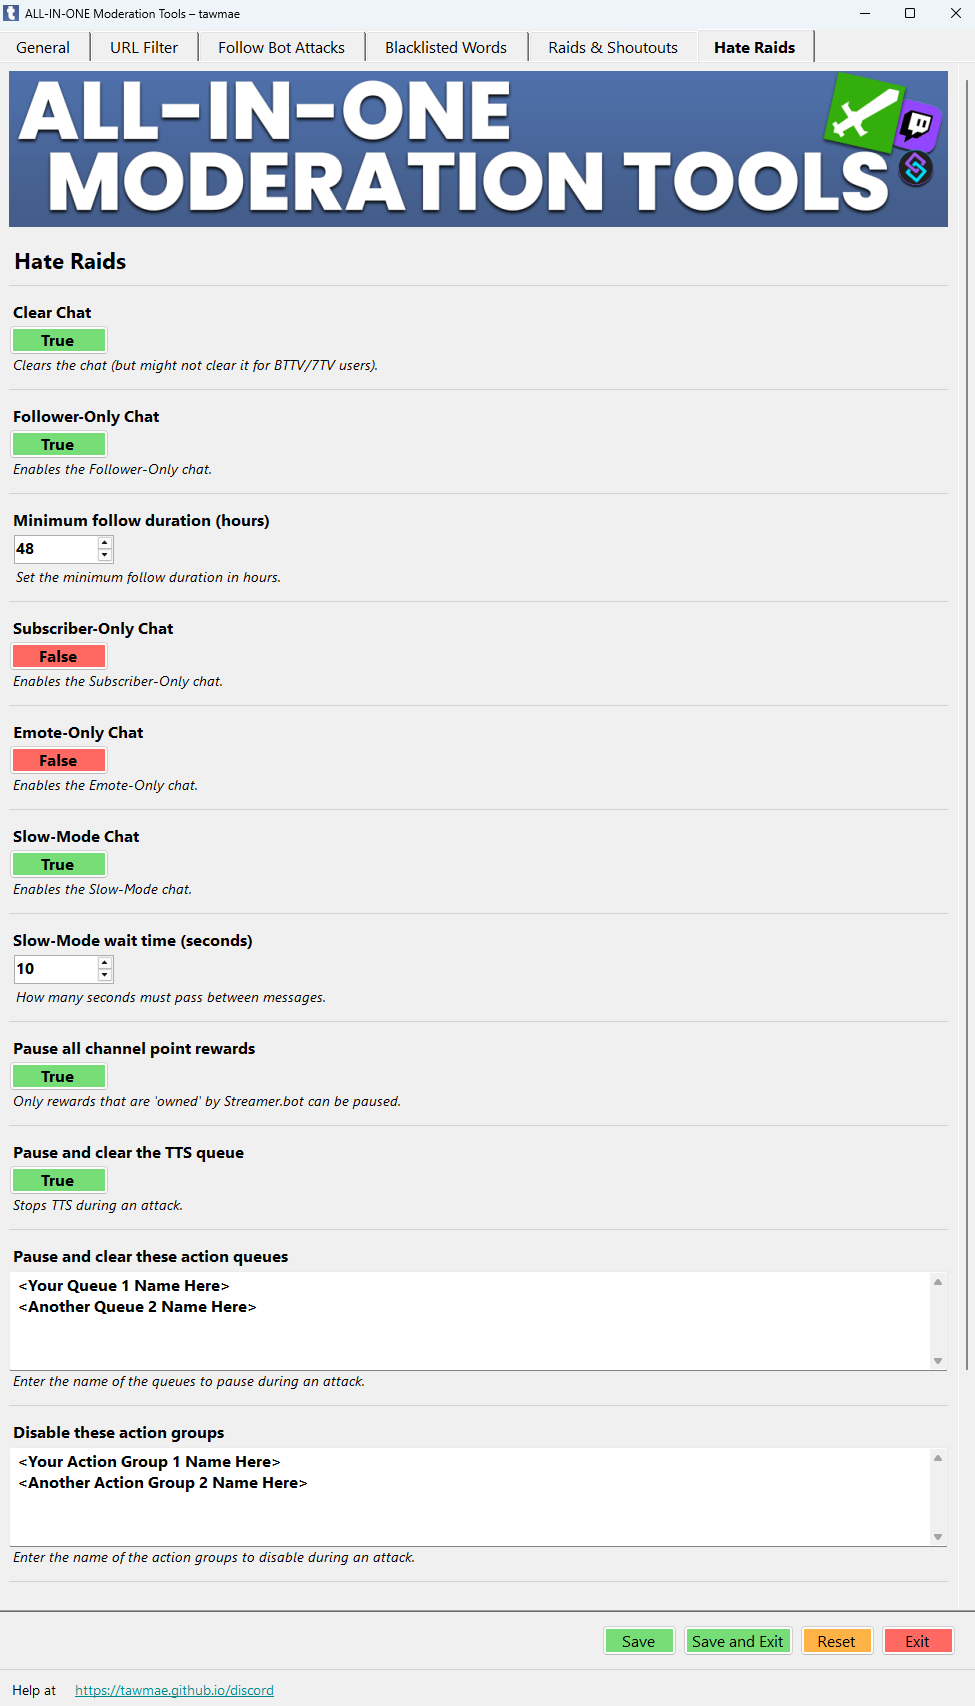 ALL-IN-ONE Moderation Tools – tawmae
General
URL Filter
Follow Bot Attacks
Blacklisted Words
Raids & Shoutouts
Hate Raids
ALL-IN-ONE
MODERATION TOOLS
Hate Raids
Clear Chat
True
Clears the chat (but might not clear it for BTTV/7TV users).
Follower-Only Chat
True
Enables the Follower-Only chat.
Minimum follow duration (hours)
48
Set the minimum follow duration in hours.
Subscriber-Only Chat
False
Enables the Subscriber-Only chat.
Emote-Only Chat
False
Enables the Emote-Only chat.
Slow-Mode Chat
True
Enables the Slow-Mode chat.
Slow-Mode wait time (seconds)
10
How many seconds must pass between messages.
Pause all channel point rewards
True
Only rewards that are 'owned' by Streamer.bot can be paused.
Pause and clear the TTS queue
True
Stops TTS during an attack.
Pause and clear these action queues
<Your Queue 1 Name Here>
<Another Queue 2 Name Here>
Enter the name of the queues to pause during an attack.
Disable these action groups
<Your Action Group 1 Name Here>
<Another Action Group 2 Name Here>
Enter the name of the action groups to disable during an attack.
Save
Save and Exit
Reset
Exit
Help at https://tawmae.github.io/discord